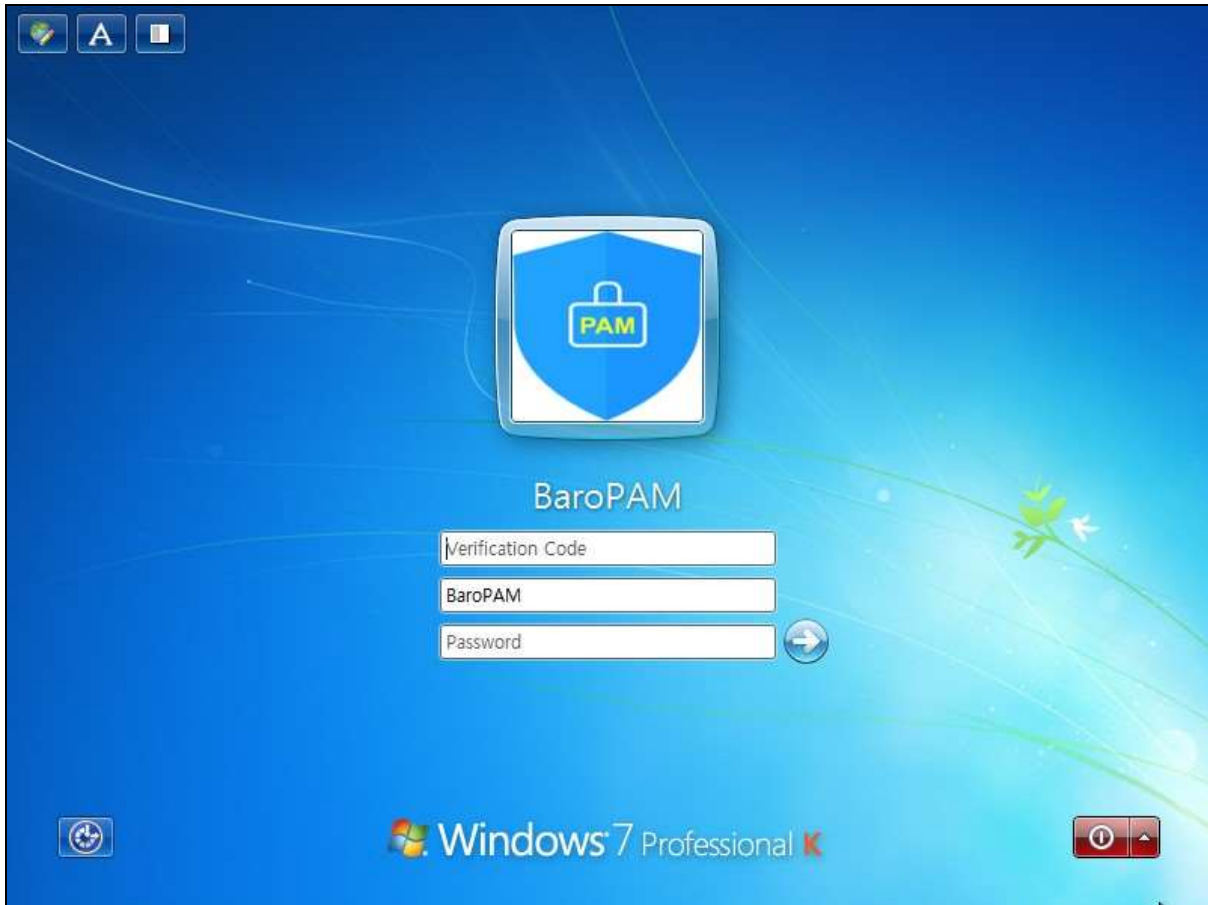 A
PAM
BaroPAM
Verification Code
BaroPAM
Password
Windows 7 Professional K